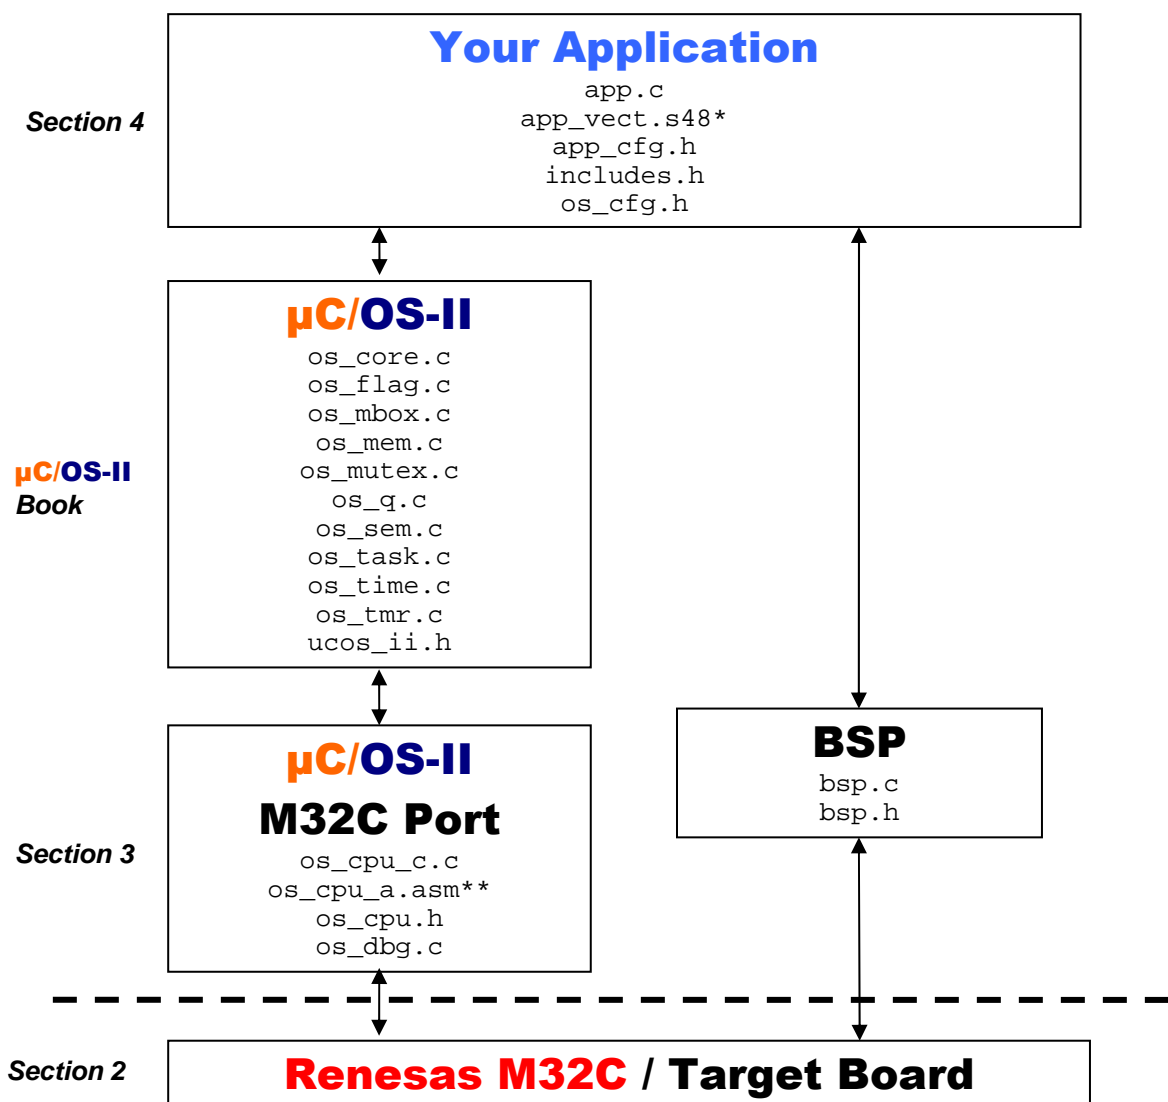 Your Application
app.c
app_vect.s48*
app_cfg.h
includes.h
os_cfg.h
Section 4
µC/OS-II
os_core.c
os_flag.c
os_mbox.c
os_mem.c
os_mutex.c
os_q.c
os_sem.c
os_task.c
os_time.c
os_tmr.c
ucos_ii.h
µC/OS-II
Book
µC/OS-II
M32C Port
os_cpu_c.c
os_cpu_a.asm**
os_cpu.h
os_dbg.c
Section 3
BSP
bsp.c
bsp.h
Section 2
Renesas M32C / Target Board